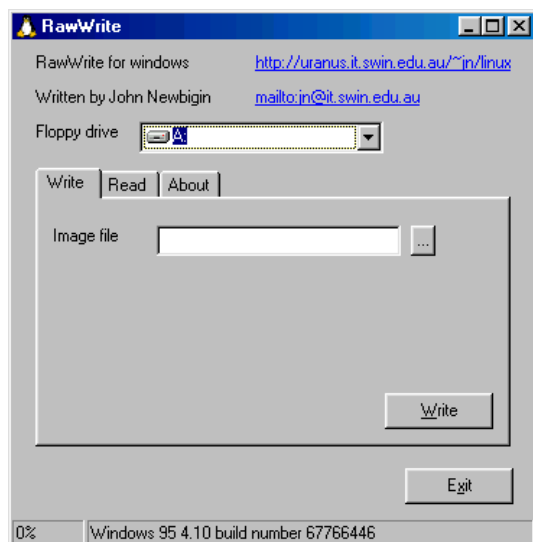 RawWrite
RawWrite for windows http://uranus.it.swin.edu.au/~jn/linux
Written by John Newbigin mailto:jn@it.swin.edu.au
Floppy drive A:
Write Read About
Image file ...
Write
Exit
0% Windows 95 4.10 build number 67766446